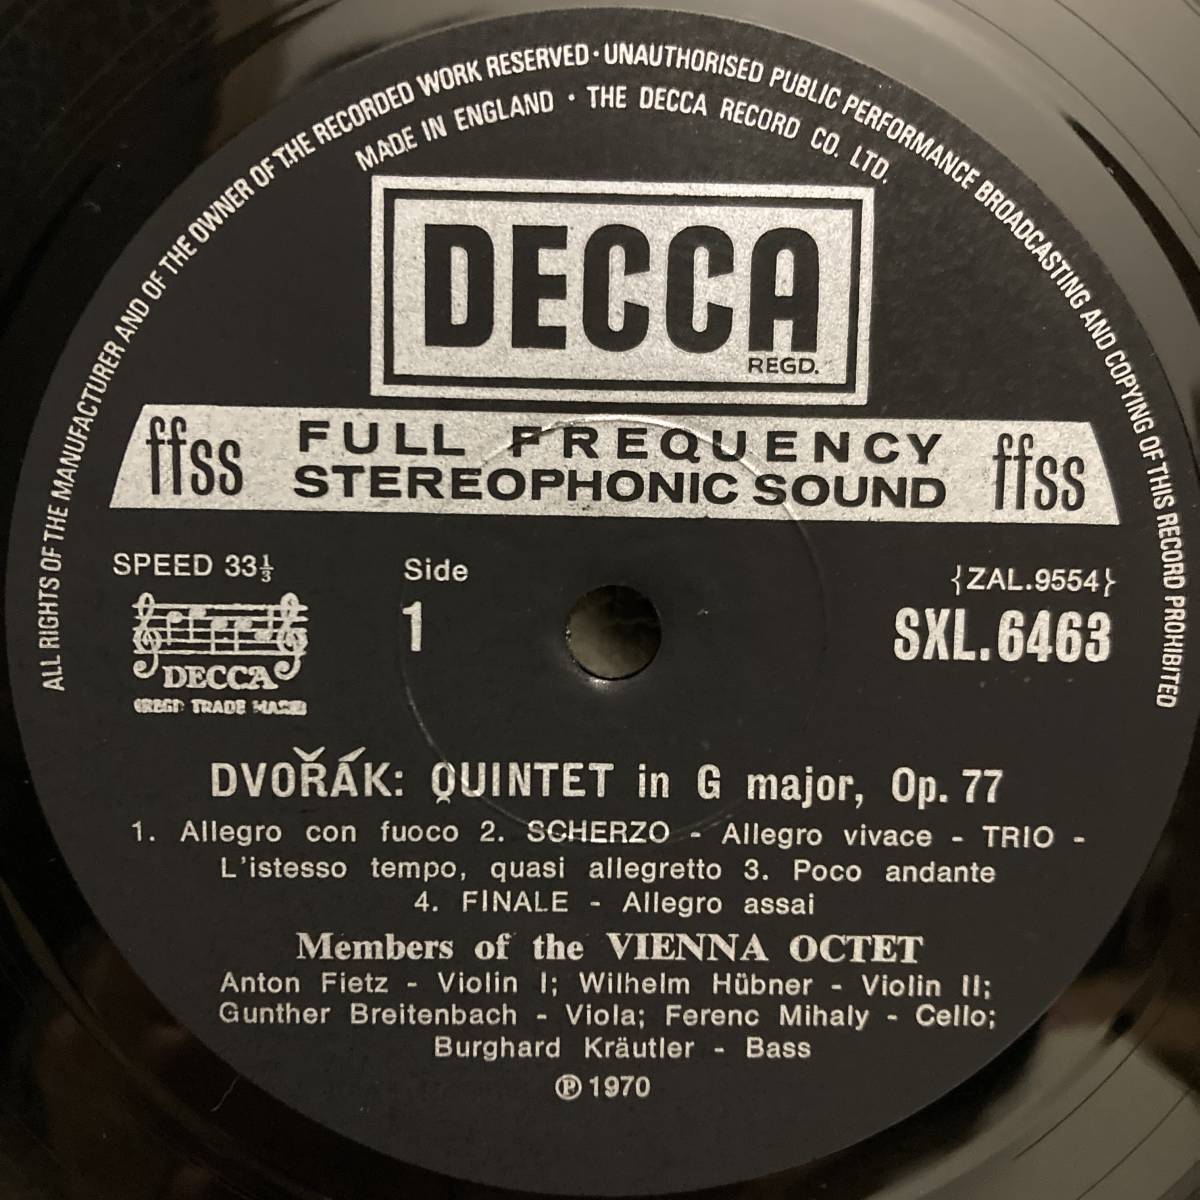 ALL RIGHTS OF THE MANUFACTURER AND OF THE OWNER OF THE RECORDED WORK RESERVED · UNAUTHORISED PUBLIC PERFORMANCE BROADCASTING AND COPYING OF THIS RECORD PROHIBITED
MADE IN ENGLAND · THE DECCA RECORD CO. LTD.
DECCA
REGD.
ffss FULL FREQUENCY STEREOPHONIC SOUND ffss
SPEED 33⅓
Side
1
{ZAL.9554}
SXL.6463
DECCA
(REGD TRADE MARK)
DVOŘÁK: QUINTET in G major, Op. 77
1. Allegro con fuoco 2. SCHERZO - Allegro vivace - TRIO -
L'istesso tempo, quasi allegretto 3. Poco andante
4. FINALE - Allegro assai
Members of the VIENNA OCTET
Anton Fietz - Violin I; Wilhelm Hübner - Violin II;
Gunther Breitenbach - Viola; Ferenc Mihaly - Cello;
Burghard Kräutler - Bass
℗ 1970